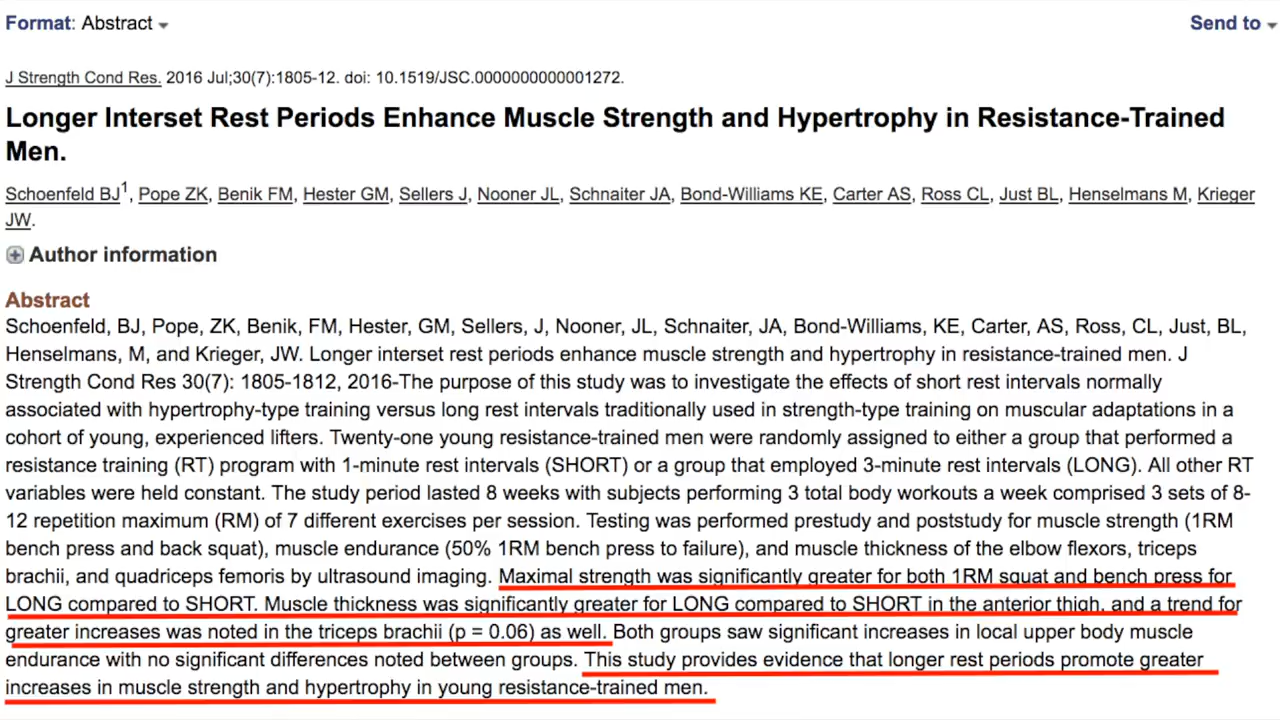 Format: Abstract
Send to
J Strength Cond Res. 2016 Jul;30(7):1805-12. doi: 10.1519/JSC.0000000000001272.
Longer Interset Rest Periods Enhance Muscle Strength and Hypertrophy in Resistance-Trained
Men.
Schoenfeld BJ1, Pope ZK, Benik FM, Hester GM, Sellers J, Nooner JL, Schnaiter JA, Bond-Williams KE, Carter AS, Ross CL, Just BL, Henselmans M, Krieger
JW.
Author information
Abstract
Schoenfeld, BJ, Pope, ZK, Benik, FM, Hester, GM, Sellers, J, Nooner, JL, Schnaiter, JA, Bond-Williams, KE, Carter, AS, Ross, CL, Just, BL,
Henselmans, M, and Krieger, JW. Longer interset rest periods enhance muscle strength and hypertrophy in resistance-trained men. J
Strength Cond Res 30(7): 1805-1812, 2016-The purpose of this study was to investigate the effects of short rest intervals normally
associated with hypertrophy-type training versus long rest intervals traditionally used in strength-type training on muscular adaptations in a
cohort of young, experienced lifters. Twenty-one young resistance-trained men were randomly assigned to either a group that performed a
resistance training (RT) program with 1-minute rest intervals (SHORT) or a group that employed 3-minute rest intervals (LONG). All other RT
variables were held constant. The study period lasted 8 weeks with subjects performing 3 total body workouts a week comprised 3 sets of 8-
12 repetition maximum (RM) of 7 different exercises per session. Testing was performed prestudy and poststudy for muscle strength (1RM
bench press and back squat), muscle endurance (50% 1RM bench press to failure), and muscle thickness of the elbow flexors, triceps
brachii, and quadriceps femoris by ultrasound imaging. Maximal strength was significantly greater for both 1RM squat and bench press for
LONG compared to SHORT. Muscle thickness was significantly greater for LONG compared to SHORT in the anterior thigh, and a trend for
greater increases was noted in the triceps brachii (p = 0.06) as well. Both groups saw significant increases in local upper body muscle
endurance with no significant differences noted between groups. This study provides evidence that longer rest periods promote greater
increases in muscle strength and hypertrophy in young resistance-trained men.